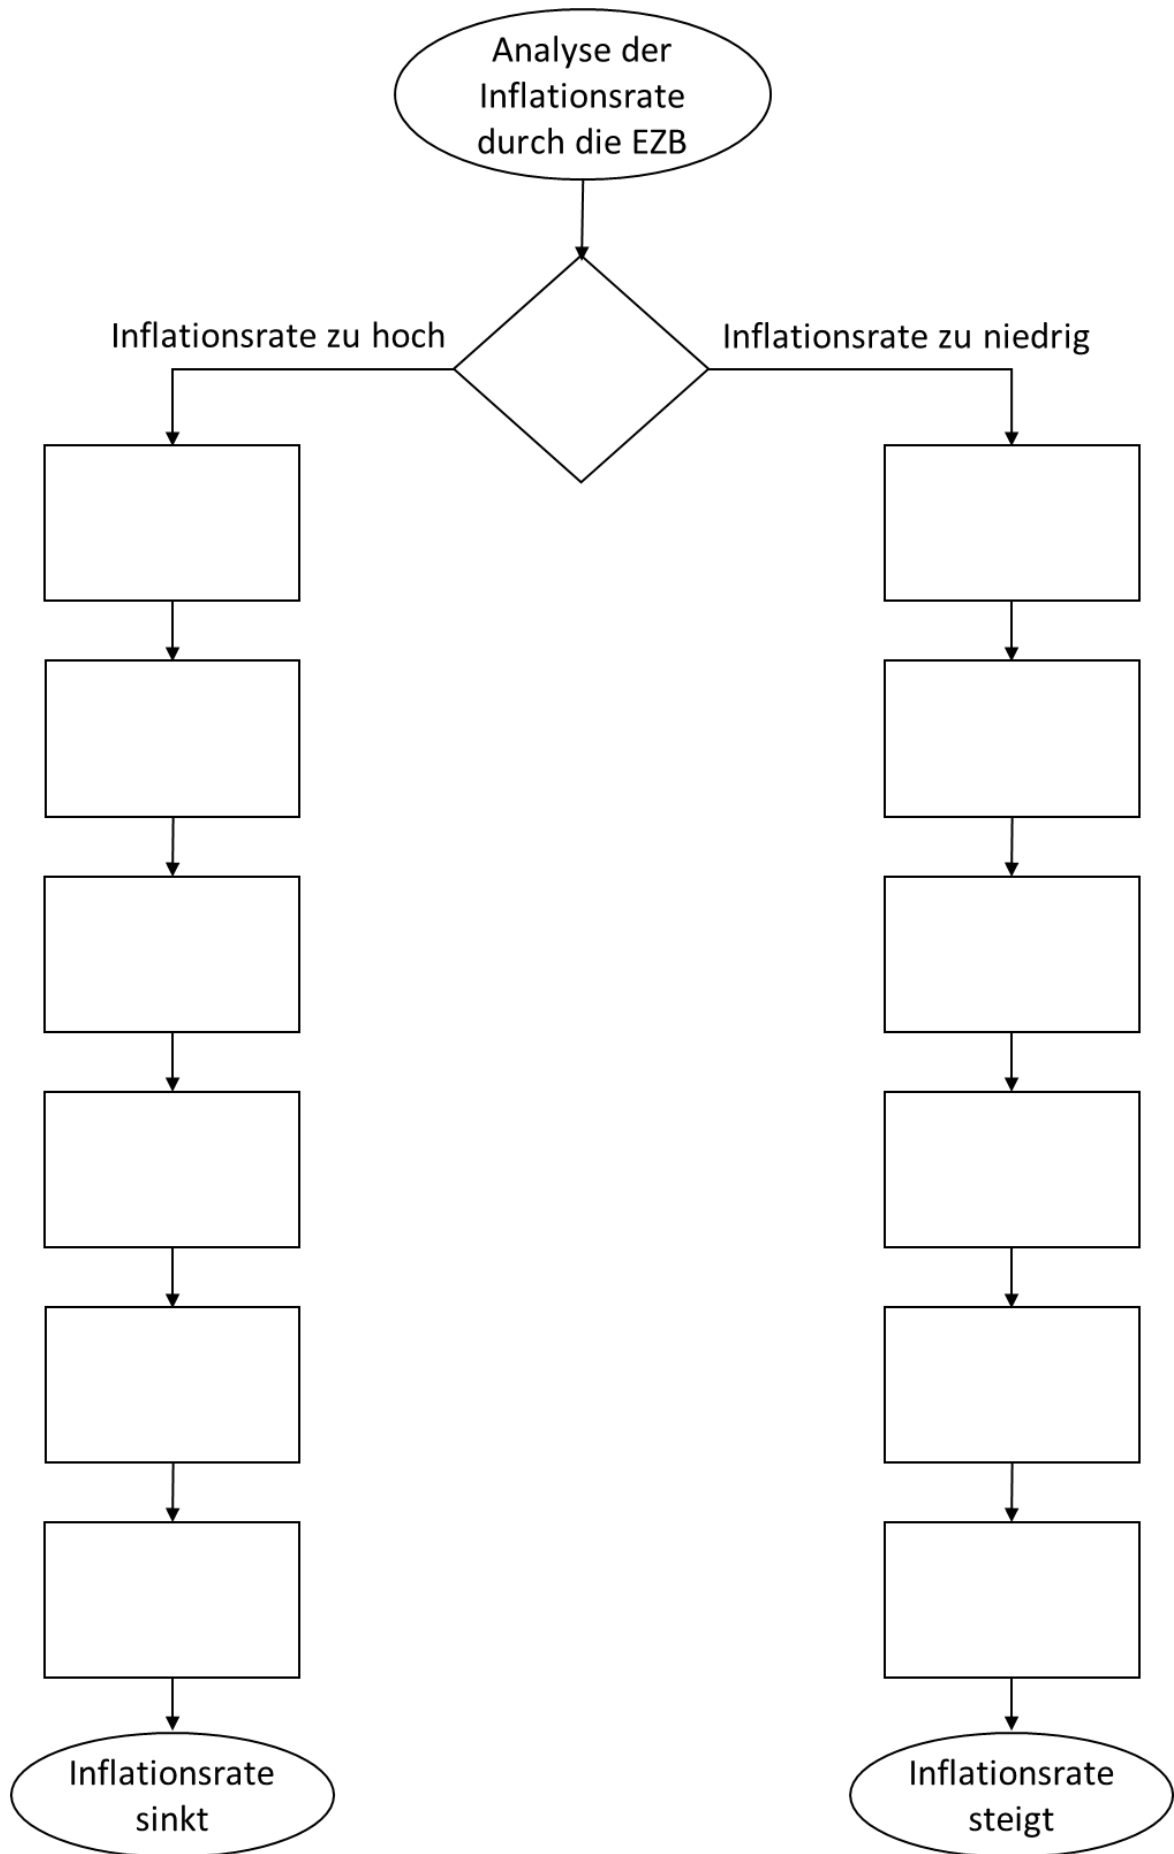 Analyse der
Inflationsrate
durch die EZB
Inflationsrate zu hoch
Inflationsrate zu niedrig
Inflationsrate
sinkt
Inflationsrate
steigt